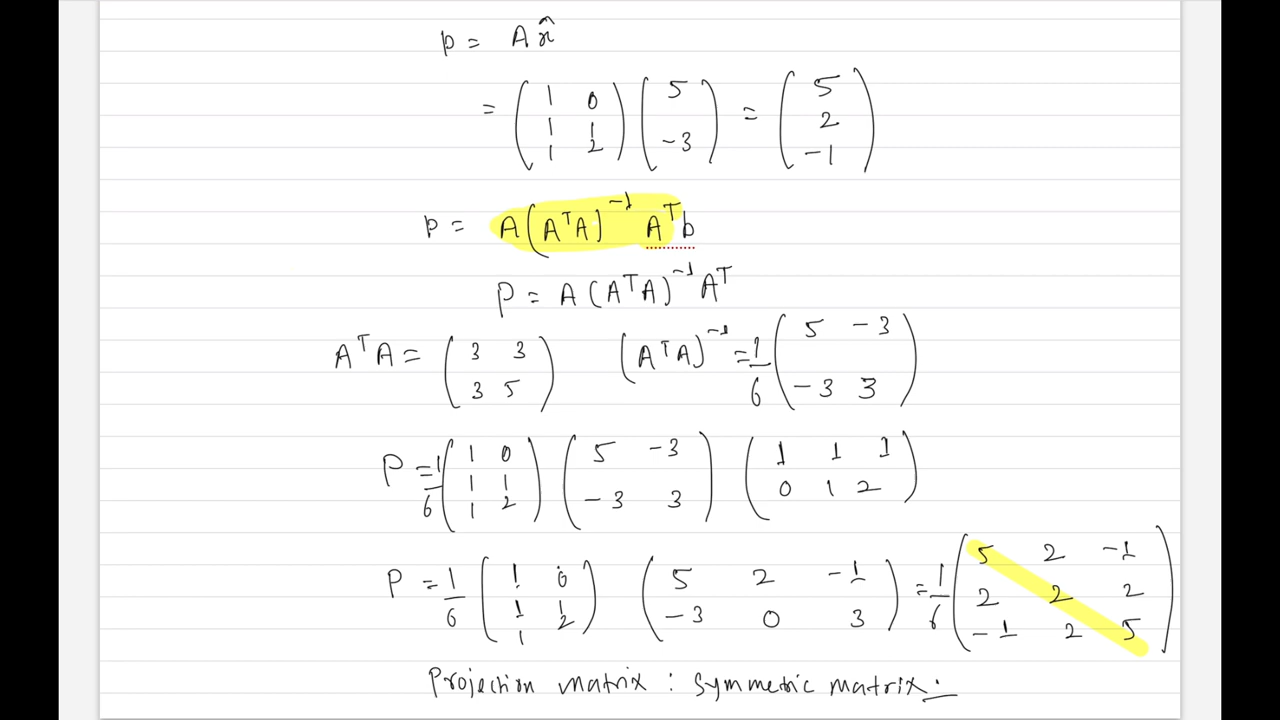 p = A x̂
= (1 0; 1 1; 1 2) (5; -3) = (5; 2; -1)
p = A(AᵀA)⁻¹ Aᵀb
P = A(AᵀA)⁻¹Aᵀ
AᵀA = (3 3; 3 5) (AᵀA)⁻¹ = 1/6 (5 -3; -3 3)
P = 1/6 (1 0; 1 1; 1 2) (5 -3; -3 3) (1 1 1; 0 1 2)
P = 1/6 (1 0; 1 1; 1 2) (5 2 -1; -3 0 3) = 1/6 (5 2 -1; 2 2 2; -1 2 5)
Projection matrix : symmetric matrix.